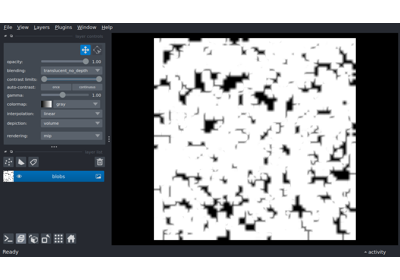 File View Layers Plugins Window Help
opacity: 1.00
blending: translucent_no_depth
contrast limits:
auto-contrast: once continuous
gamma: 1.00
colormap: gray
interpolation: linear
depiction: volume
rendering: mip
blobs
Ready activity